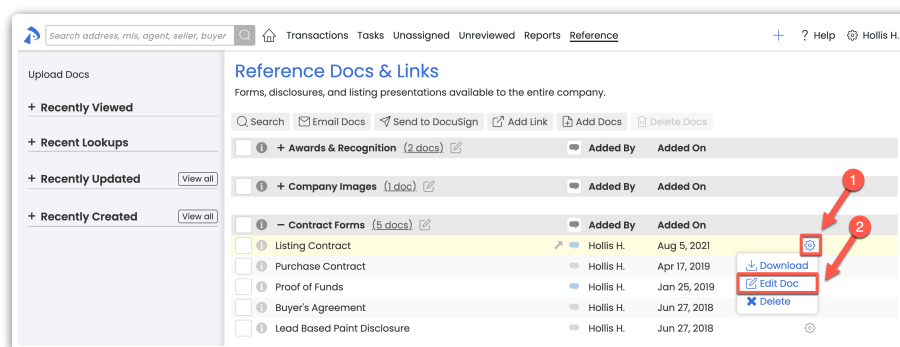 Search address, mls, agent, seller, buyer
Transactions Tasks Unassigned Unreviewed Reports Reference
+ ? Help Hollis H.
Upload Docs
+ Recently Viewed
+ Recent Lookups
+ Recently Updated View all
+ Recently Created View all
Reference Docs & Links
Forms, disclosures, and listing presentations available to the entire company.
Search Email Docs Send to DocuSign Add Link Add Docs Delete Docs
+ Awards & Recognition (2 docs) Added By Added On
+ Company Images (1 doc) Added By Added On
1
− Contract Forms (5 docs) Added By Added On
2
Listing Contract Hollis H. Aug 5, 2021
Purchase Contract Hollis H. Apr 17, 2019
Download
Proof of Funds Hollis H. Jan 25, 2019
Edit Doc
Buyer's Agreement Hollis H. Jun 27, 2018
Delete
Lead Based Paint Disclosure Hollis H. Jun 27, 2018